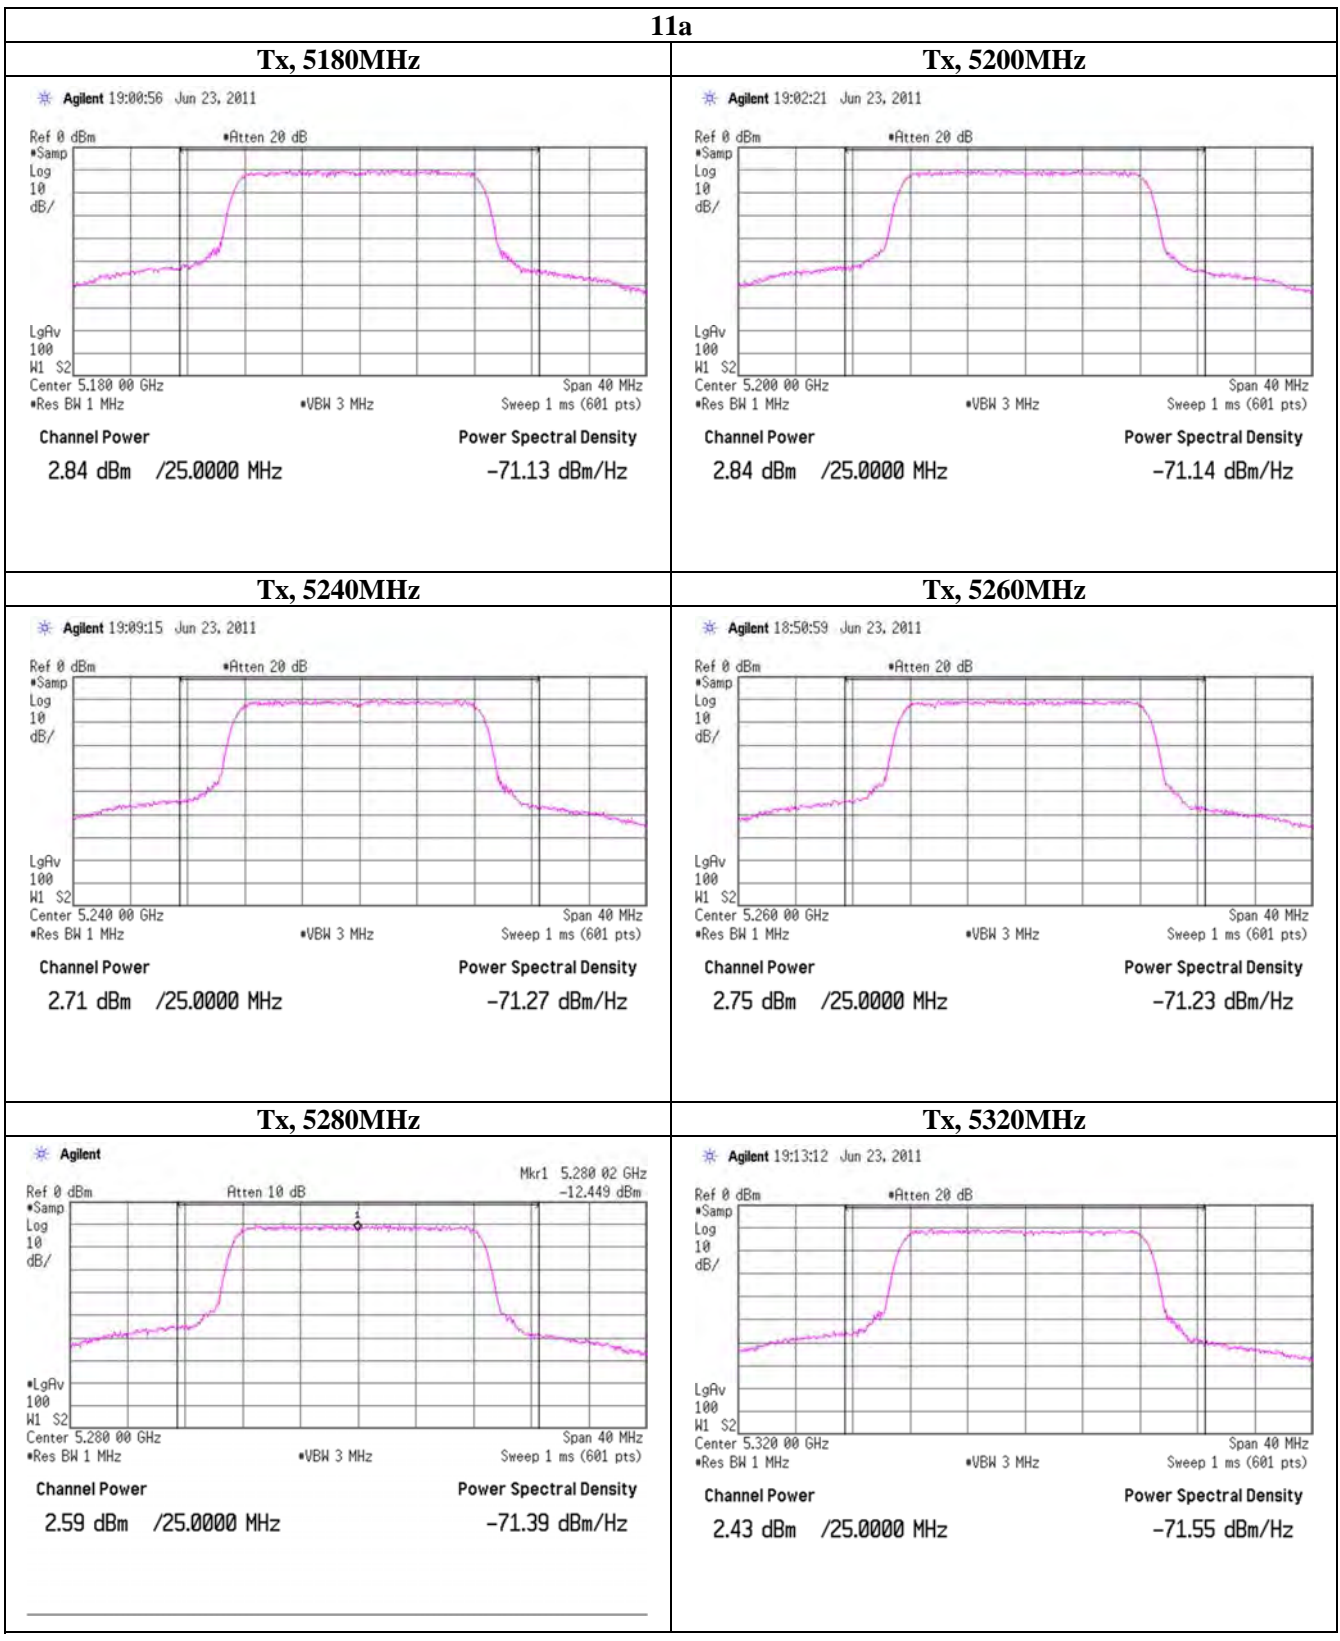 11a
Tx, 5180MHz
Tx, 5200MHz
Agilent 19:00:56 Jun 23, 2011
Ref 0 dBm *Atten 20 dB
*Samp
Log
10
dB/
LgAv
100
W1 S2
Center 5.180 00 GHz Span 40 MHz
*Res BW 1 MHz *VBW 3 MHz Sweep 1 ms (601 pts)
Channel Power Power Spectral Density
2.84 dBm /25.0000 MHz -71.13 dBm/Hz
Agilent 19:02:21 Jun 23, 2011
Ref 0 dBm *Atten 20 dB
*Samp
Log
10
dB/
LgAv
100
W1 S2
Center 5.200 00 GHz Span 40 MHz
*Res BW 1 MHz *VBW 3 MHz Sweep 1 ms (601 pts)
Channel Power Power Spectral Density
2.84 dBm /25.0000 MHz -71.14 dBm/Hz
Tx, 5240MHz
Tx, 5260MHz
Agilent 19:09:15 Jun 23, 2011
Ref 0 dBm *Atten 20 dB
*Samp
Log
10
dB/
LgAv
100
W1 S2
Center 5.240 00 GHz Span 40 MHz
*Res BW 1 MHz *VBW 3 MHz Sweep 1 ms (601 pts)
Channel Power Power Spectral Density
2.71 dBm /25.0000 MHz -71.27 dBm/Hz
Agilent 18:50:59 Jun 23, 2011
Ref 0 dBm *Atten 20 dB
*Samp
Log
10
dB/
LgAv
100
W1 S2
Center 5.260 00 GHz Span 40 MHz
*Res BW 1 MHz *VBW 3 MHz Sweep 1 ms (601 pts)
Channel Power Power Spectral Density
2.75 dBm /25.0000 MHz -71.23 dBm/Hz
Tx, 5280MHz
Tx, 5320MHz
Agilent
Mkr1 5.280 02 GHz
Ref 0 dBm Atten 10 dB -12.449 dBm
*Samp
Log
10
dB/
1
*LgAv
100
W1 S2
Center 5.280 00 GHz Span 40 MHz
*Res BW 1 MHz *VBW 3 MHz Sweep 1 ms (601 pts)
Channel Power Power Spectral Density
2.59 dBm /25.0000 MHz -71.39 dBm/Hz
Agilent 19:13:12 Jun 23, 2011
Ref 0 dBm *Atten 20 dB
*Samp
Log
10
dB/
LgAv
100
W1 S2
Center 5.320 00 GHz Span 40 MHz
*Res BW 1 MHz *VBW 3 MHz Sweep 1 ms (601 pts)
Channel Power Power Spectral Density
2.43 dBm /25.0000 MHz -71.55 dBm/Hz